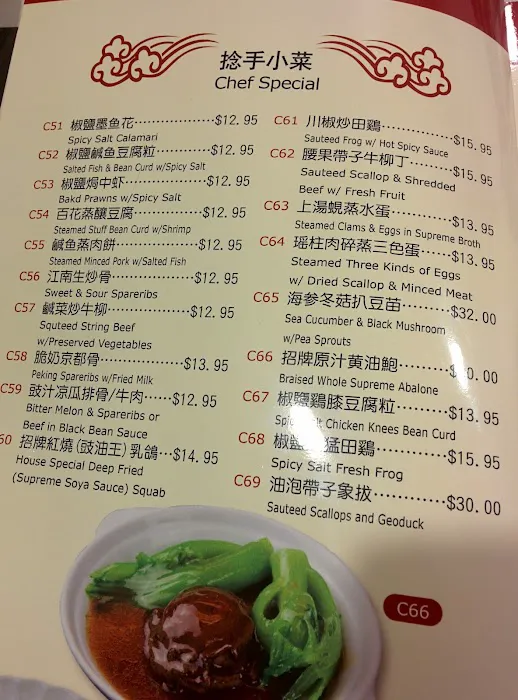 捻手小菜
Chef Special
C51 椒鹽墨魚花··················$12.95
Spicy Salt Calamari
C52 椒鹽鹹魚豆腐粒··············$12.95
Salted Fish & Bean Curd w/Spicy Salt
C53 椒鹽焗中虾··················$12.95
Bakd Prawns w/Spicy Salt
C54 百花蒸釀豆腐················$12.95
Steamed Stuff Bean Curd w/Shrimp
C55 鹹魚蒸肉餅··················$12.95
Steamed Minced Pork w/Salted Fish
C56 江南生炒骨··················$12.95
Sweet & Sour Spareribs
C57 鹹菜炒牛柳··················$12.95
Squteed String Beef
w/Preserved Vegetables
C58 脆奶京都骨··················$13.95
Peking Spareribs w/Fried Milk
C59 豉汁凉瓜排骨/牛肉······$12.95
Bitter Melon & Spareribs or
Beef in Black Bean Sauce
60 招牌紅燒(豉油王)乳鴿···$14.95
House Special Deep Fried
(Supreme Soya Sauce) Squab
C61 川椒炒田鷄··············$15.95
Sauteed Frog w/ Hot Spicy Sauce
C62 腰果帶子牛柳丁··········$15.95
Sauteed Scallop & Shredded
Beef w/ Fresh Fruit
C63 上湯蜆蒸水蛋············$13.95
Steamed Clams & Eggs in Supreme Broth
C64 瑶柱肉碎蒸三色蛋······$13.95
Steamed Three Kinds of Eggs
w/ Dried Scallop & Minced Meat
C65 海参冬菇扒豆苗········$32.00
Sea Cucumber & Black Mushroom
w/Pea Sprouts
C66 招牌原汁黄油鮑········0.00
Braised Whole Supreme Abalone
C67 椒鹽鷄膝豆腐粒········$13.95
Salt Chicken Knees Bean Curd
C68 椒猛田鷄··········$15.95
Spicy Salt Fresh Frog
C69 油泡帶子象拔··········$30.00
Sauteed Scallops and Geoduck
C66